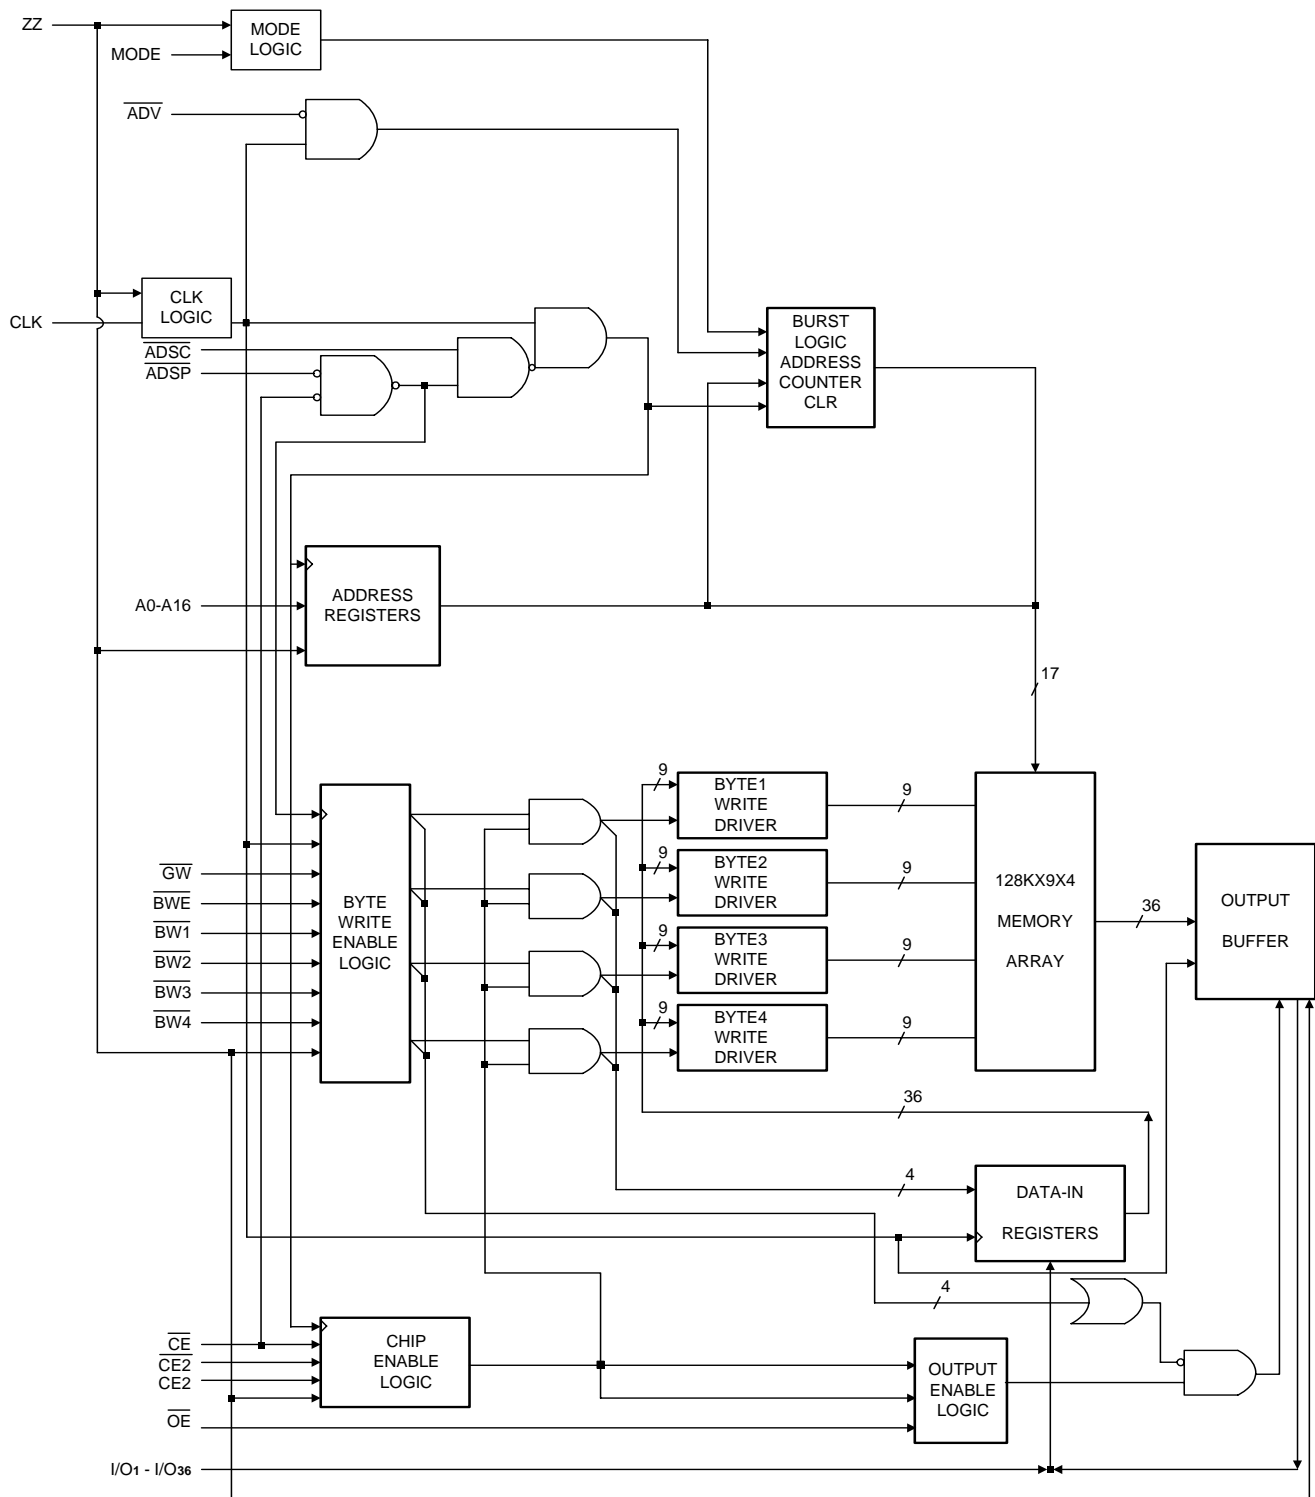 ZZ
MODE
MODE
LOGIC
ADV
CLK
CLK
LOGIC
ADSC
ADSP
BURST
LOGIC
ADDRESS
COUNTER
CLR
A0-A16
ADDRESS
REGISTERS
17
GW
BWE
BW1
BW2
BW3
BW4
BYTE
WRITE
ENABLE
LOGIC
9
BYTE1
WRITE
DRIVER
9
9
BYTE2
WRITE
DRIVER
9
9
BYTE3
WRITE
DRIVER
9
9
BYTE4
WRITE
DRIVER
9
128KX9X4
MEMORY
ARRAY
36
OUTPUT
BUFFER
36
4
DATA-IN
REGISTERS
4
CE
CE2
CE2
CHIP
ENABLE
LOGIC
OE
OUTPUT
ENABLE
LOGIC
I/O1 - I/O36